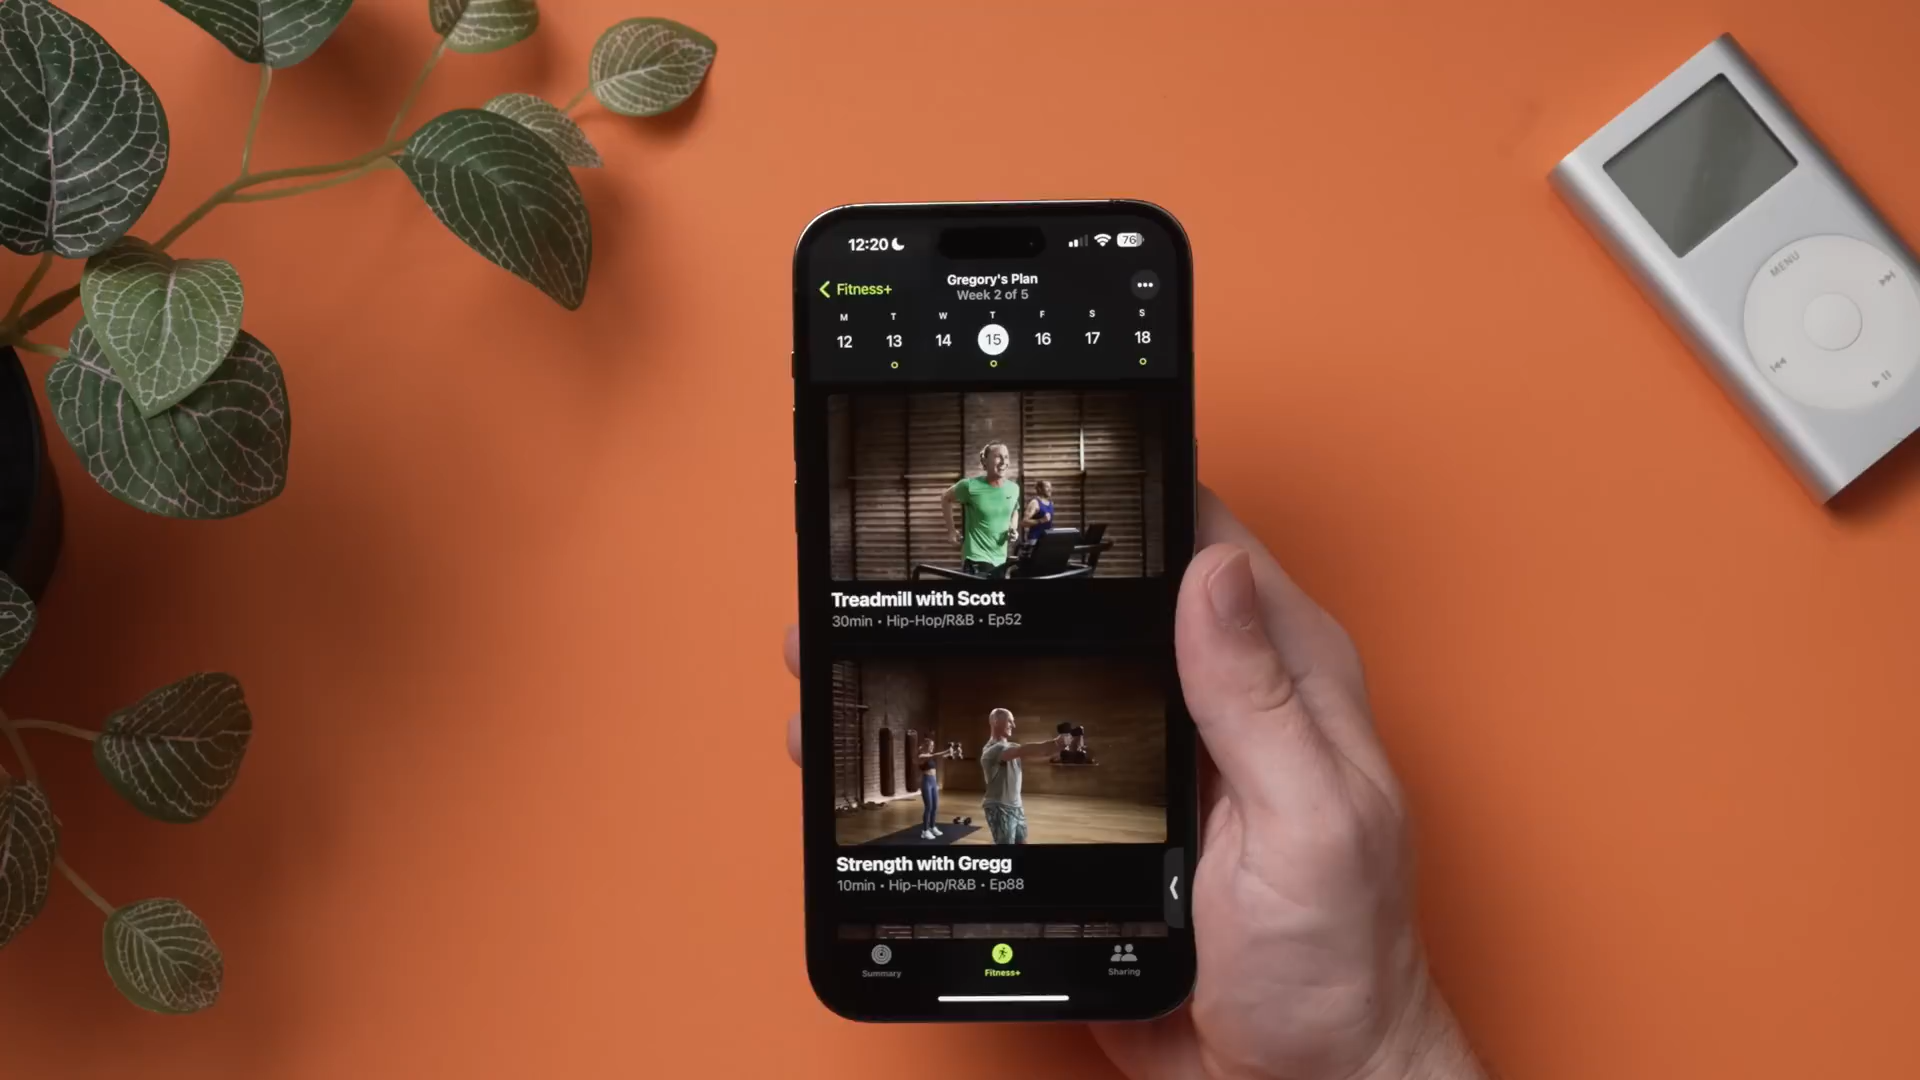 12:20
76
Fitness+
Gregory's Plan
Week 2 of 5
M T W T F S S
12 13 14 15 16 17 18
Treadmill with Scott
30min • Hip-Hop/R&B • Ep52
Strength with Gregg
10min • Hip-Hop/R&B • Ep88
Summary
Fitness+
Sharing
MENU